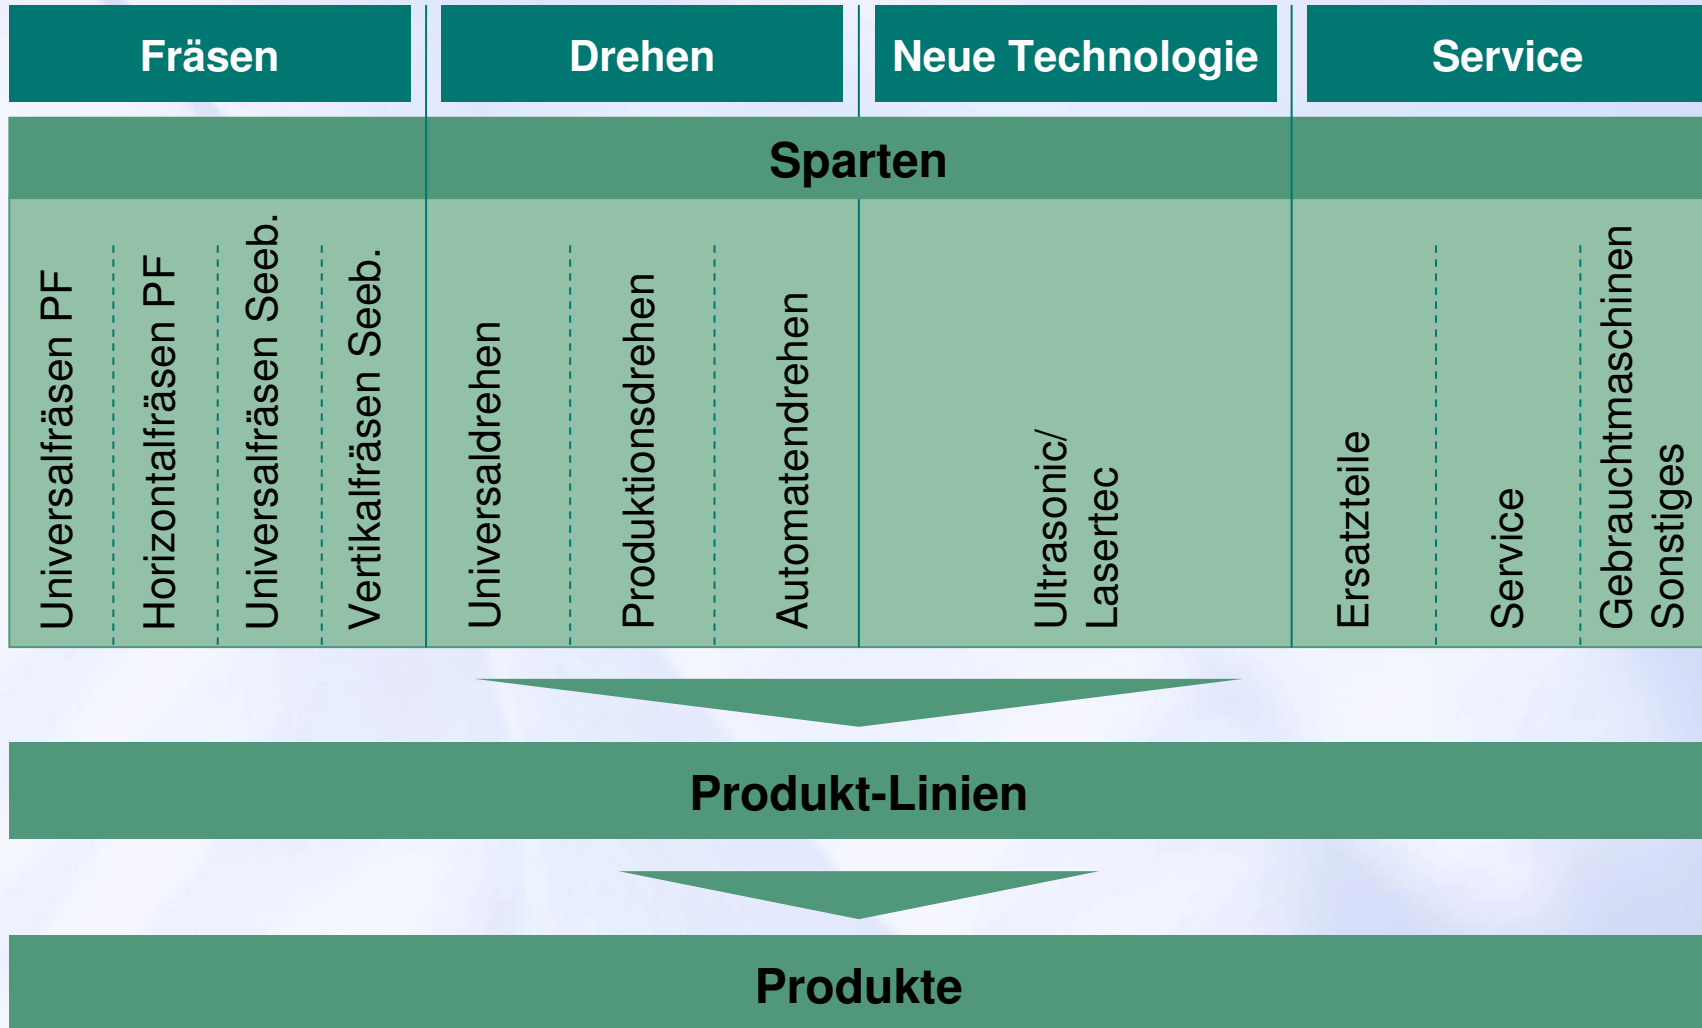 Fräsen
Drehen
Neue Technologie
Service
Sparten
Universalfräsen PF
Horizontalfräsen PF
Universalfräsen Seeb.
Vertikalfräsen Seeb.
Universaldrehen
Produktionsdrehen
Automatendrehen
Ultrasonic/
Lasertec
Ersatzteile
Service
Gebrauchtmaschinen
Sonstiges
Produkt-Linien
Produkte